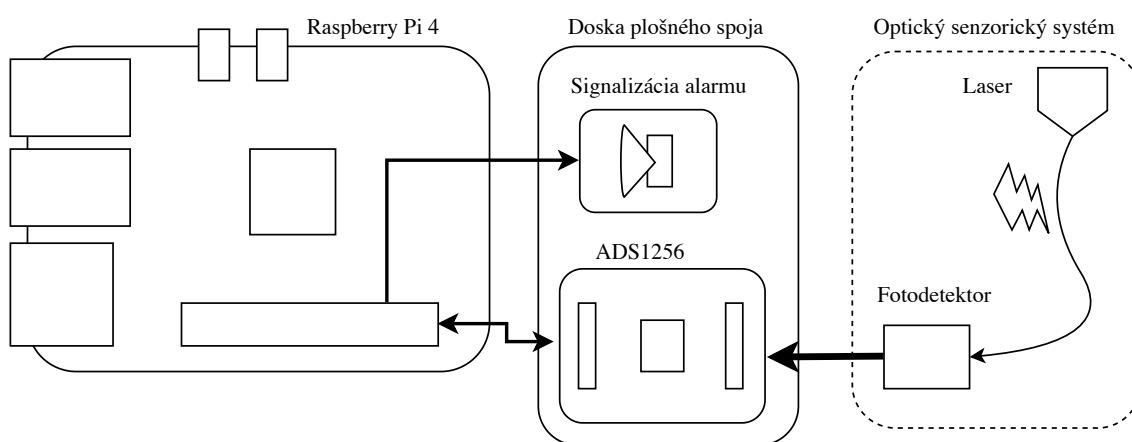 Raspberry Pi 4
Doska plošného spoja
Optický senzorický systém
Signalizácia alarmu
Laser
ADS1256
Fotodetektor